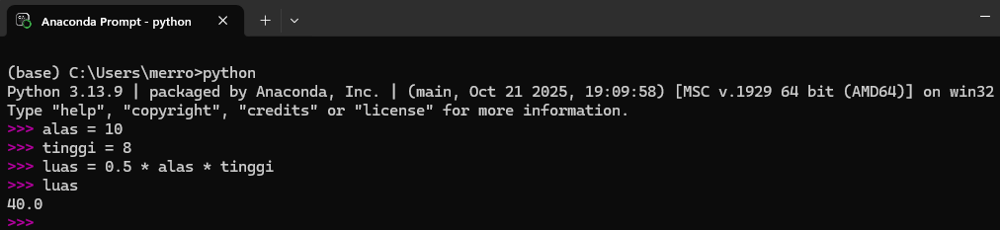 Anaconda Prompt - python
(base) C:\Users\merro>python
Python 3.13.9 | packaged by Anaconda, Inc. | (main, Oct 21 2025, 19:09:58) [MSC v.1929 64 bit (AMD64)] on win32
Type "help", "copyright", "credits" or "license" for more information.
>>> alas = 10
>>> tinggi = 8
>>> luas = 0.5 * alas * tinggi
>>> luas
40.0
>>>